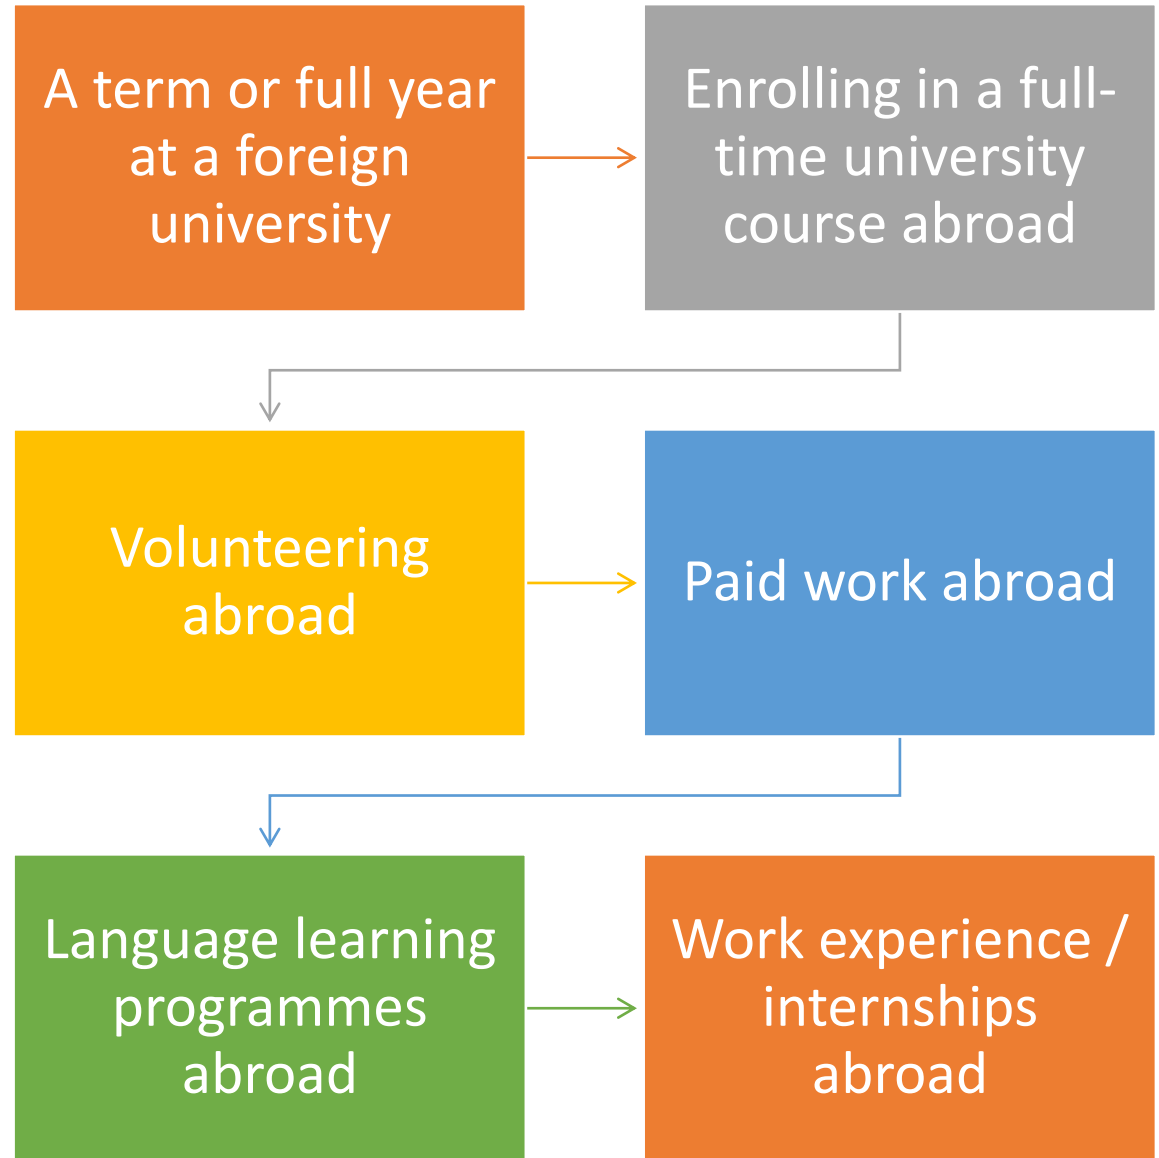 A term or full year
at a foreign
university
Enrolling in a full-
time university
course abroad
Volunteering
abroad
Paid work abroad
Language learning
programmes
abroad
Work experience /
internships
abroad